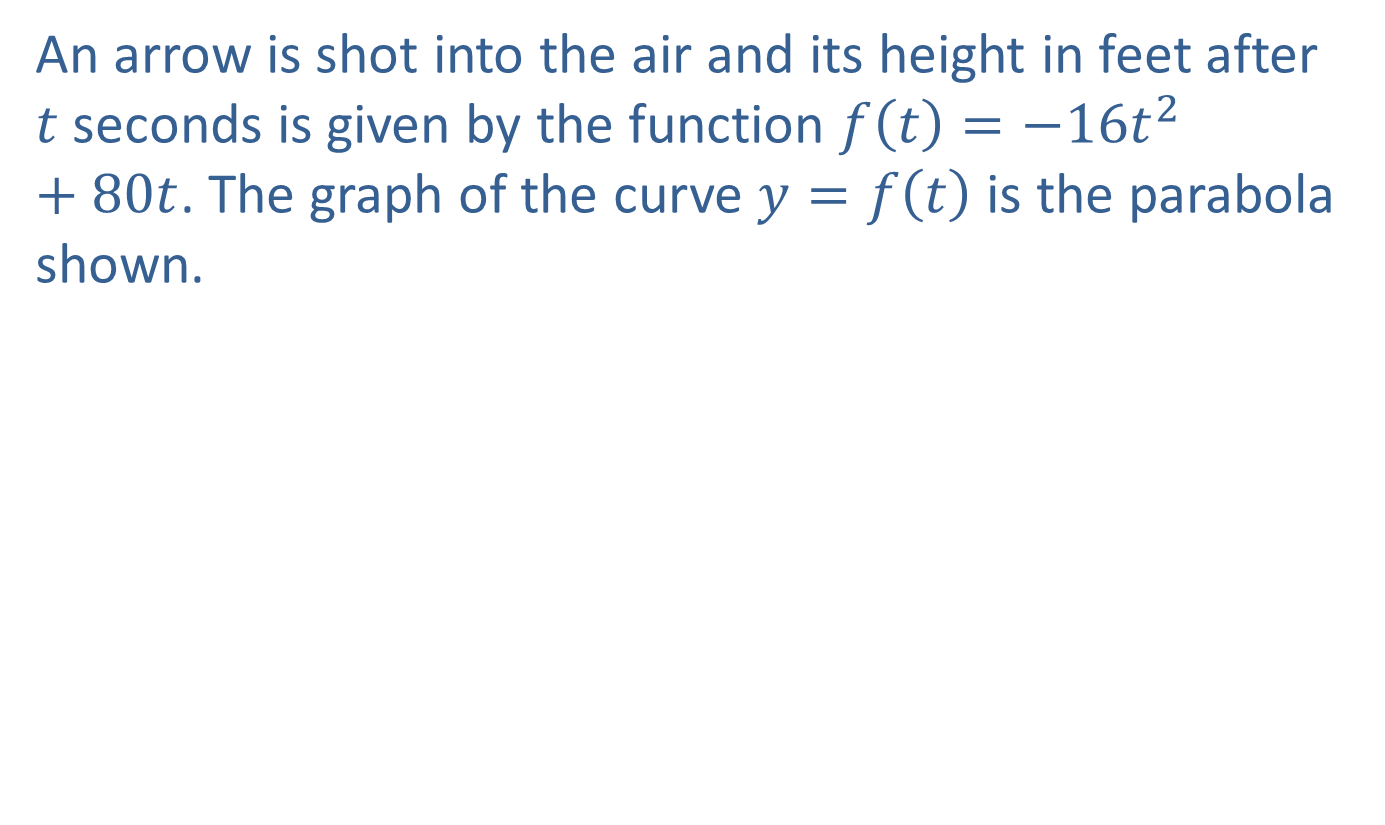 An arrow is shot into the air and its height in feet after
𝑡 seconds is given by the function 𝑓(𝑡) = −16𝑡²
+ 80𝑡. The graph of the curve 𝑦 = 𝑓(𝑡) is the parabola
shown.